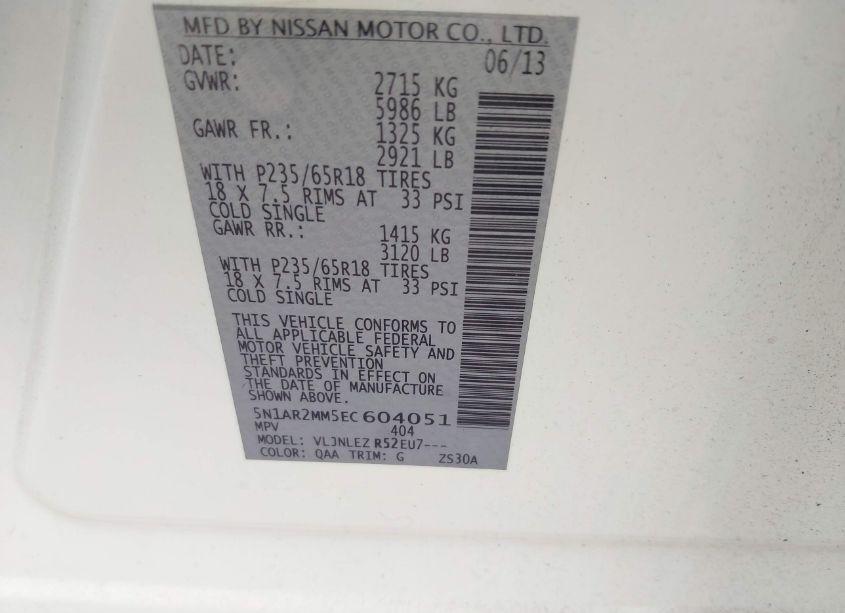 MFD BY NISSAN MOTOR CO., LTD.
DATE: 06/13
GVWR: 2715 KG
5986 LB
GAWR FR.: 1325 KG
2921 LB
WITH P235/65R18 TIRES
18 X 7.5 RIMS AT 33 PSI
COLD SINGLE
GAWR RR.: 1415 KG
3120 LB
WITH P235/65R18 TIRES
18 X 7.5 RIMS AT 33 PSI
COLD SINGLE
THIS VEHICLE CONFORMS TO
ALL APPLICABLE FEDERAL
MOTOR VEHICLE SAFETY AND
THEFT PREVENTION
STANDARDS IN EFFECT ON
THE DATE OF MANUFACTURE
SHOWN ABOVE.
5N1AR2MM5EC604051
MPV 404
MODEL: VLJNLEZ R52EU7---
COLOR: QAA TRIM: G ZS30A